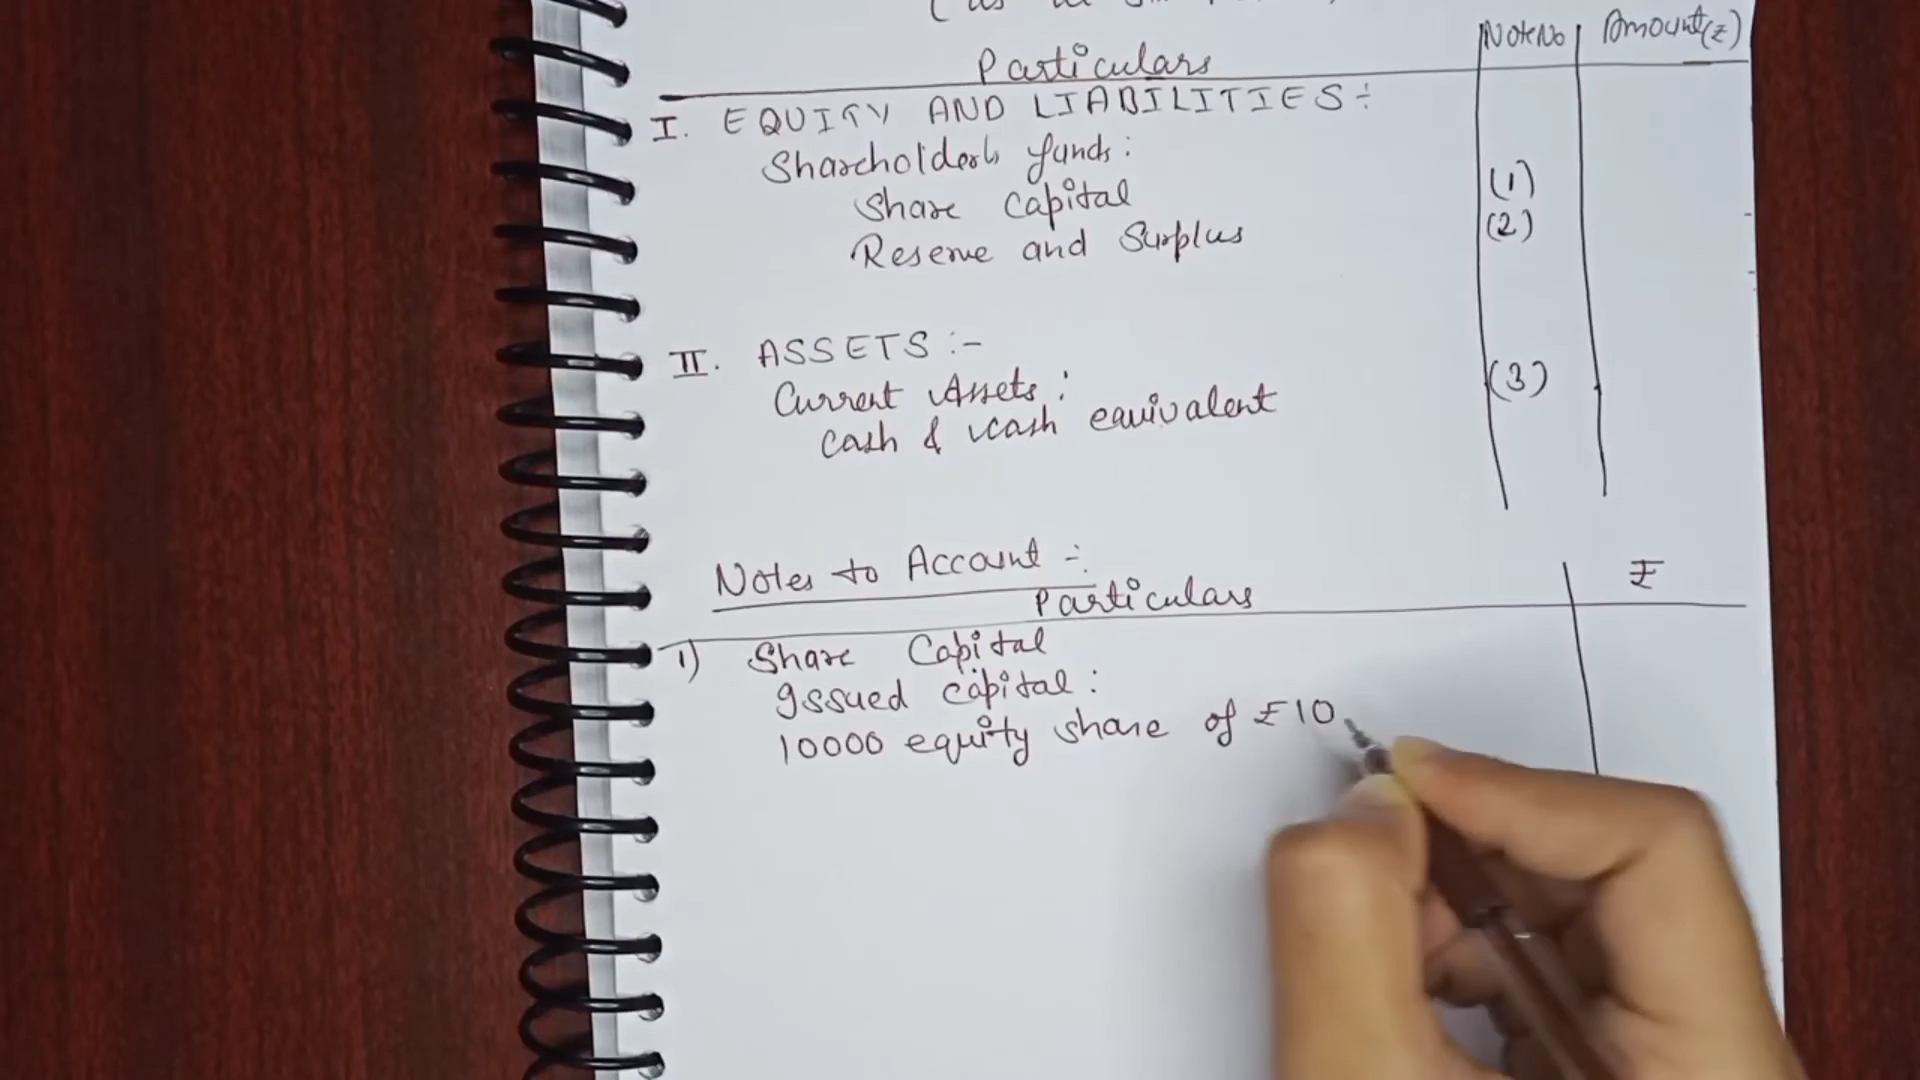 Particulars Note No Amount(₹)
I. EQUITY AND LIABILITIES :-
Shareholders funds:
Share Capital (1)
Reserve and Surplus (2)
II. ASSETS :-
Current Assets: (3)
Cash & cash equivalent
Notes to Account :-
Particulars ₹
1) Share Capital
Issued capital:
10000 equity share of ₹10